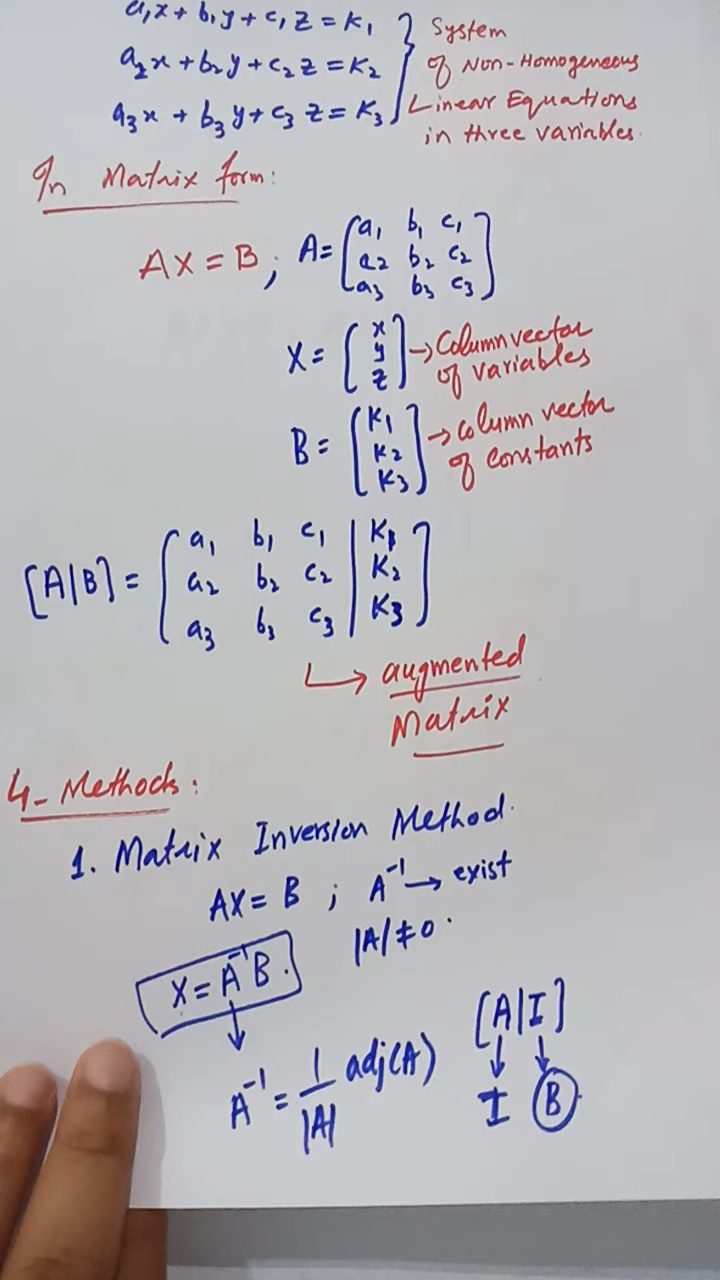 a₁x + b₁y + c₁z = K₁
a₂x + b₂y + c₂z = K₂
a₃x + b₃y + c₃z = K₃
System
of Non-Homogeneous
Linear Equations
in three variables.
In Matrix form:
AX = B ; A = [a₁ b₁ c₁
a₂ b₂ c₂
a₃ b₃ c₃]
X = [x
y
z] → Column vector
of variables
B = [K₁
K₂
K₃] → column vector
of constants
[A|B] = [a₁ b₁ c₁ | K₁
a₂ b₂ c₂ | K₂
a₃ b₃ c₃ | K₃]
↳ augmented
Matrix
4- Methods:
1. Matrix Inversion Method.
AX = B ; A⁻¹ → exist
|A| ≠ 0.
X = A⁻¹B.
A⁻¹ = 1/|A| adj(A)
[A|I]
↓ ↓
I B